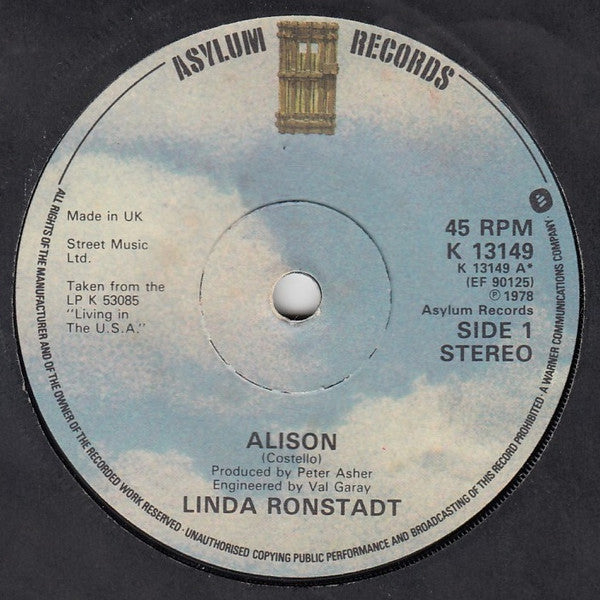 ASYLUM RECORDS
Made in UK
Street Music
Ltd.
Taken from the
LP K 53085
"Living in
The U.S.A."
45 RPM
K 13149
K 13149 A*
(EF 90125)
℗ 1978
Asylum Records
SIDE 1
STEREO
ALISON
(Costello)
Produced by Peter Asher
Engineered by Val Garay
LINDA RONSTADT
ALL RIGHTS OF THE MANUFACTURER AND OF THE OWNER OF THE RECORDED WORK RESERVED · UNAUTHORISED COPYING PUBLIC PERFORMANCE AND BROADCASTING OF THIS RECORD PROHIBITED · A WARNER COMMUNICATIONS COMPANY ·